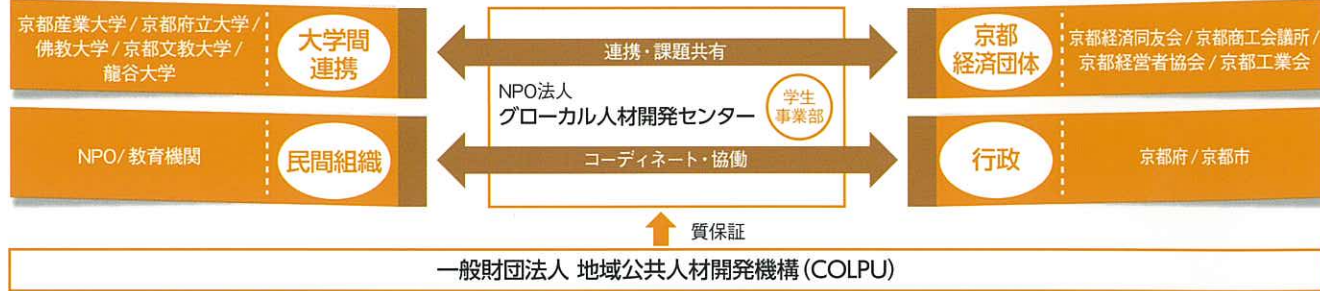 京都産業大学/京都府立大学/
佛教大学/京都文教大学/
龍谷大学
大学間
連携
連携・課題共有
京都
経済団体
京都経済同友会/京都商工会議所/
京都経営者協会/京都工業会
NPO法人
グローカル人材開発センター
学生
事業部
NPO/教育機関
民間組織
コーディネート・協働
行政
京都府/京都市
質保証
一般財団法人 地域公共人材開発機構(COLPU)